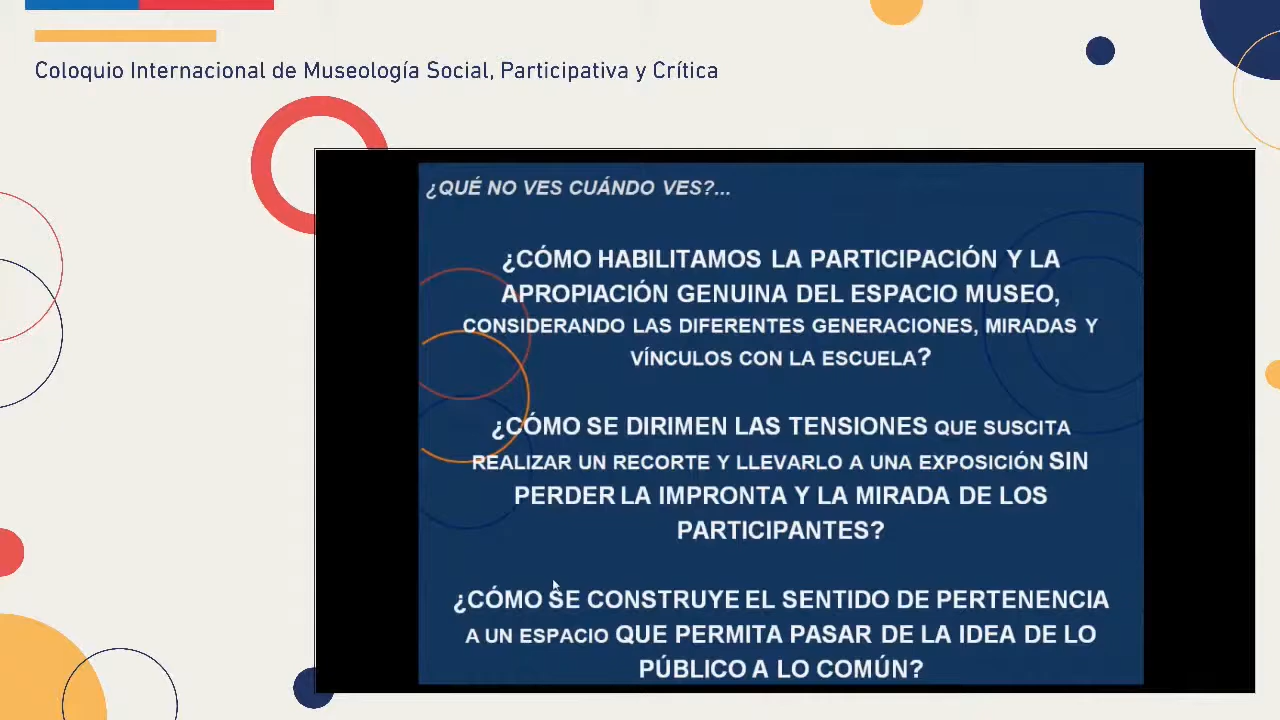 Coloquio Internacional de Museología Social, Participativa y Crítica
¿QUÉ NO VES CUÁNDO VES?...
¿CÓMO HABILITAMOS LA PARTICIPACIÓN Y LA
APROPIACIÓN GENUINA DEL ESPACIO MUSEO,
CONSIDERANDO LAS DIFERENTES GENERACIONES, MIRADAS Y
VÍNCULOS CON LA ESCUELA?
¿CÓMO SE DIRIMEN LAS TENSIONES QUE SUSCITA
REALIZAR UN RECORTE Y LLEVARLO A UNA EXPOSICIÓN SIN
PERDER LA IMPRONTA Y LA MIRADA DE LOS
PARTICIPANTES?
¿CÓMO SE CONSTRUYE EL SENTIDO DE PERTENENCIA
A UN ESPACIO QUE PERMITA PASAR DE LA IDEA DE LO
PÚBLICO A LO COMÚN?